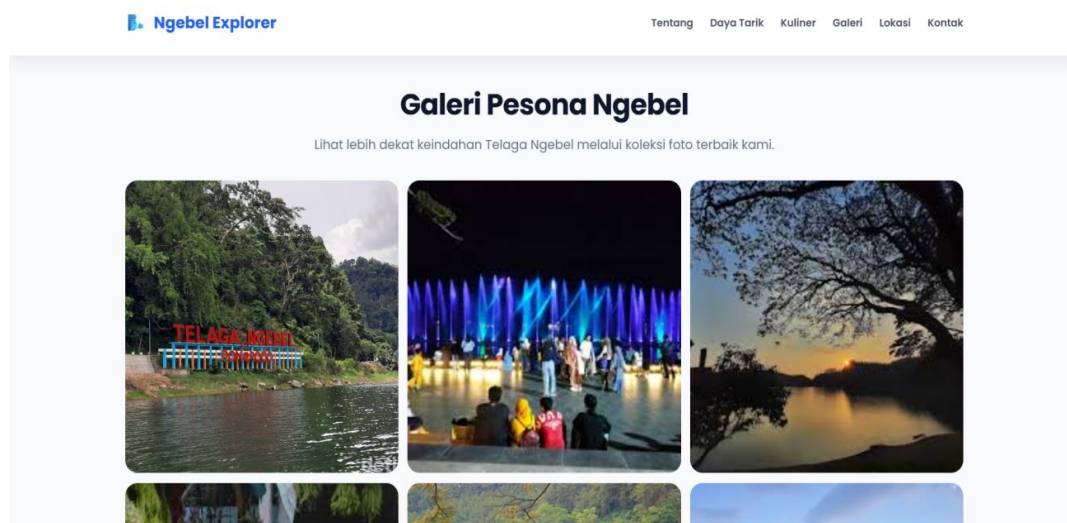 Ngebel Explorer
Tentang Daya Tarik Kuliner Galeri Lokasi Kontak
Galeri Pesona Ngebel
Lihat lebih dekat keindahan Telaga Ngebel melalui koleksi foto terbaik kami.
TELAGA NGEBEL